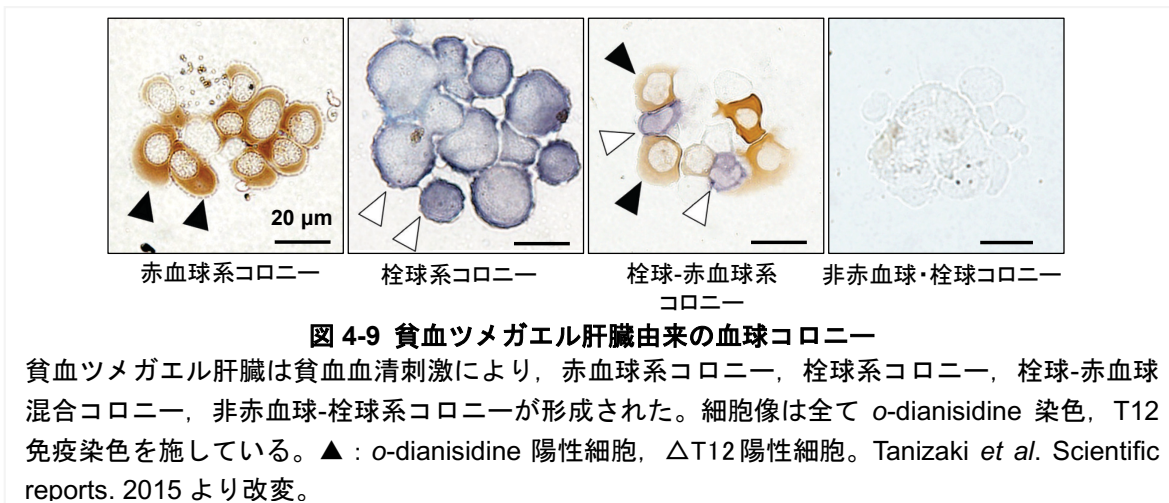 20 µm
赤血球系コロニー 栓球系コロニー 栓球-赤血球系 非赤血球・栓球コロニー
コロニー
図 4-9 貧血ツメガエル肝臓由来の血球コロニー
貧血ツメガエル肝臓は貧血血清刺激により，赤血球系コロニー，栓球系コロニー，栓球-赤血球
混合コロニー，非赤血球-栓球系コロニーが形成された。細胞像は全て o-dianisidine 染色，T12
免疫染色を施している。▲：o-dianisidine 陽性細胞，△T12陽性細胞。Tanizaki et al. Scientific
reports. 2015 より改変。